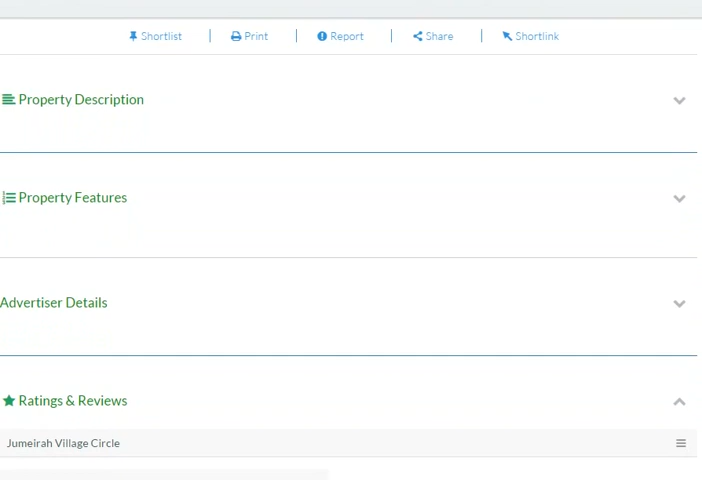 Shortlist Print Report Share Shortlink
Property Description
Property Features
Advertiser Details
Ratings & Reviews
Jumeirah Village Circle